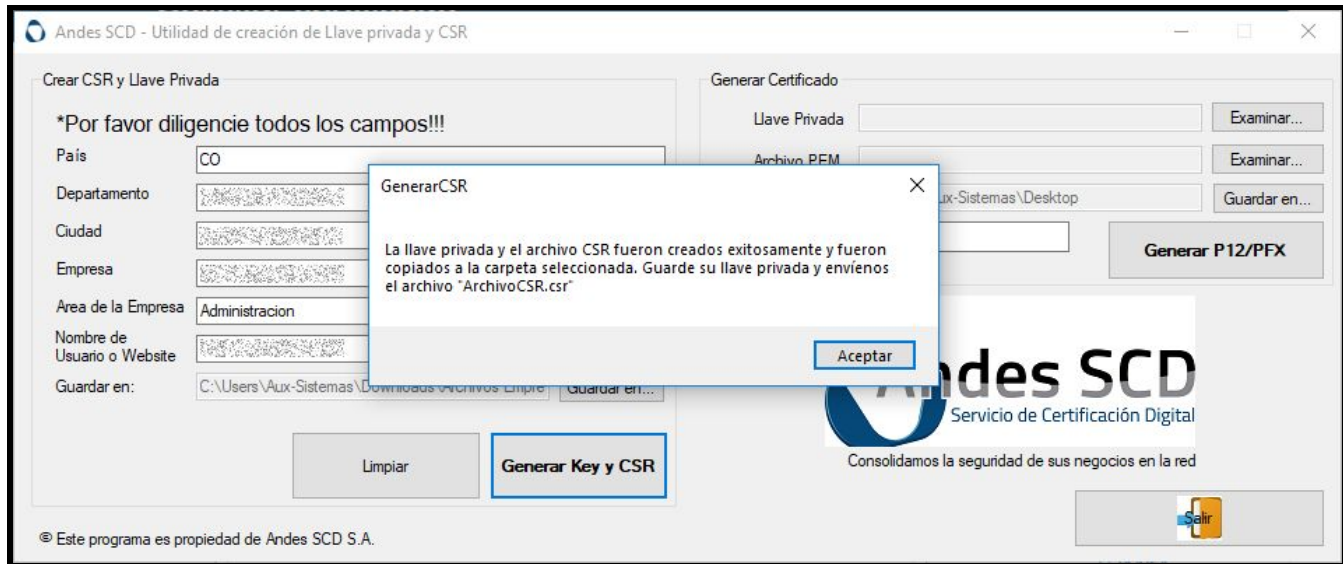 Andes SCD - Utilidad de creación de Llave privada y CSR
Crear CSR y Llave Privada
*Por favor diligencie todos los campos!!!
País
CO
Departamento
Ciudad
Empresa
Area de la Empresa
Administracion
Nombre de
Usuario o Website
Guardar en:
C:\Users\Aux-Sistemas\Downloads\Archivos Empre
Guardar en...
Limpiar
Generar Key y CSR
© Este programa es propiedad de Andes SCD S.A.
GenerarCSR
La llave privada y el archivo CSR fueron creados exitosamente y fueron
copiados a la carpeta seleccionada. Guarde su llave privada y envíenos
el archivo "ArchivoCSR.csr"
Aceptar
Generar Certificado
Llave Privada
Examinar...
Archivo PEM
Examinar...
ux-Sistemas\Desktop
Guardar en...
Generar P12/PFX
Andes SCD
Servicio de Certificación Digital
Consolidamos la seguridad de sus negocios en la red
Salir